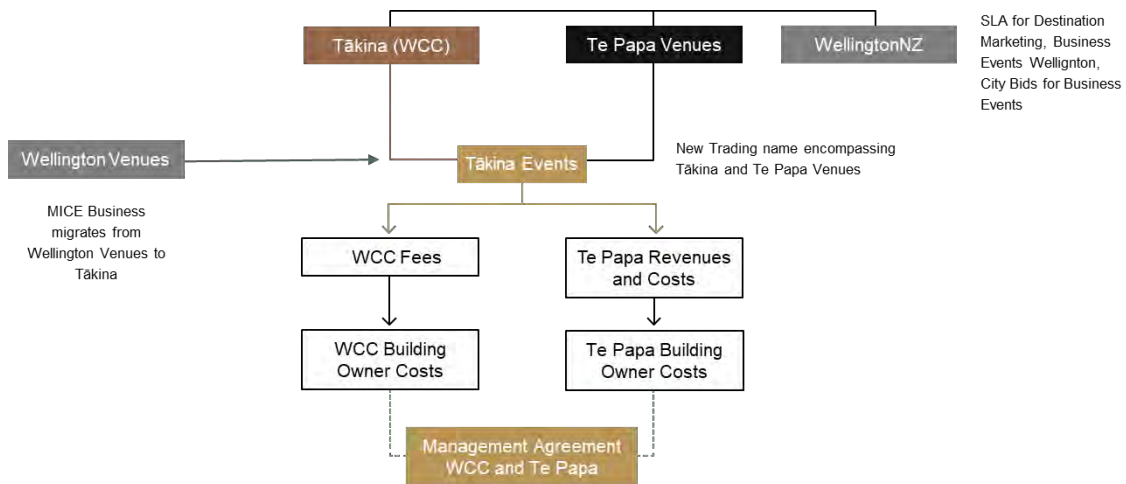 Tākina (WCC)
Te Papa Venues
WellingtonNZ
SLA for Destination
Marketing, Business
Events Wellignton,
City Bids for Business
Events
Wellington Venues
Tākina Events
New Trading name encompassing
Tākina and Te Papa Venues
MICE Business
migrates from
Wellington Venues to
Tākina
WCC Fees
Te Papa Revenues
and Costs
WCC Building
Owner Costs
Te Papa Building
Owner Costs
Management Agreement
WCC and Te Papa